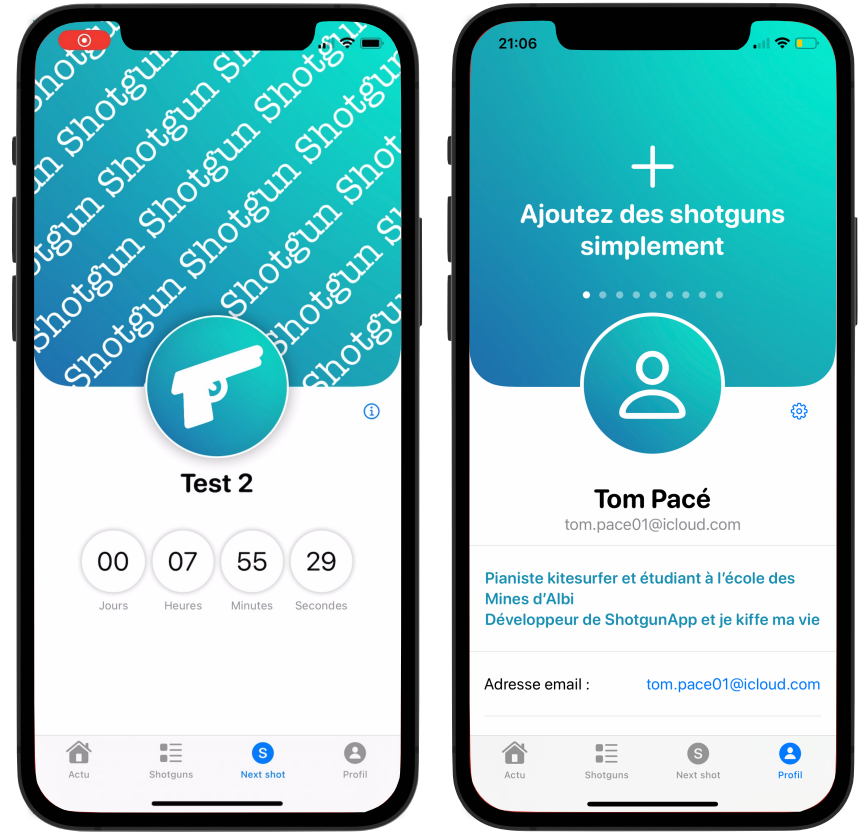 Shotgun Shotgun Shotgun
Shotgun Shotgun Shotgun
Shotgun Shotgun Shotgun
Shotgun Shotgun
Test 2
00
07
55
29
Jours
Heures
Minutes
Secondes
Actu
Shotguns
S
Next shot
Profil
21:06
Ajoutez des shotguns
simplement
Tom Pacé
tom.pace01@icloud.com
Pianiste kitesurfer et étudiant à l'école des
Mines d'Albi
Développeur de ShotgunApp et je kiffe ma vie
Adresse email :
tom.pace01@icloud.com
Actu
Shotguns
S
Next shot
Profil